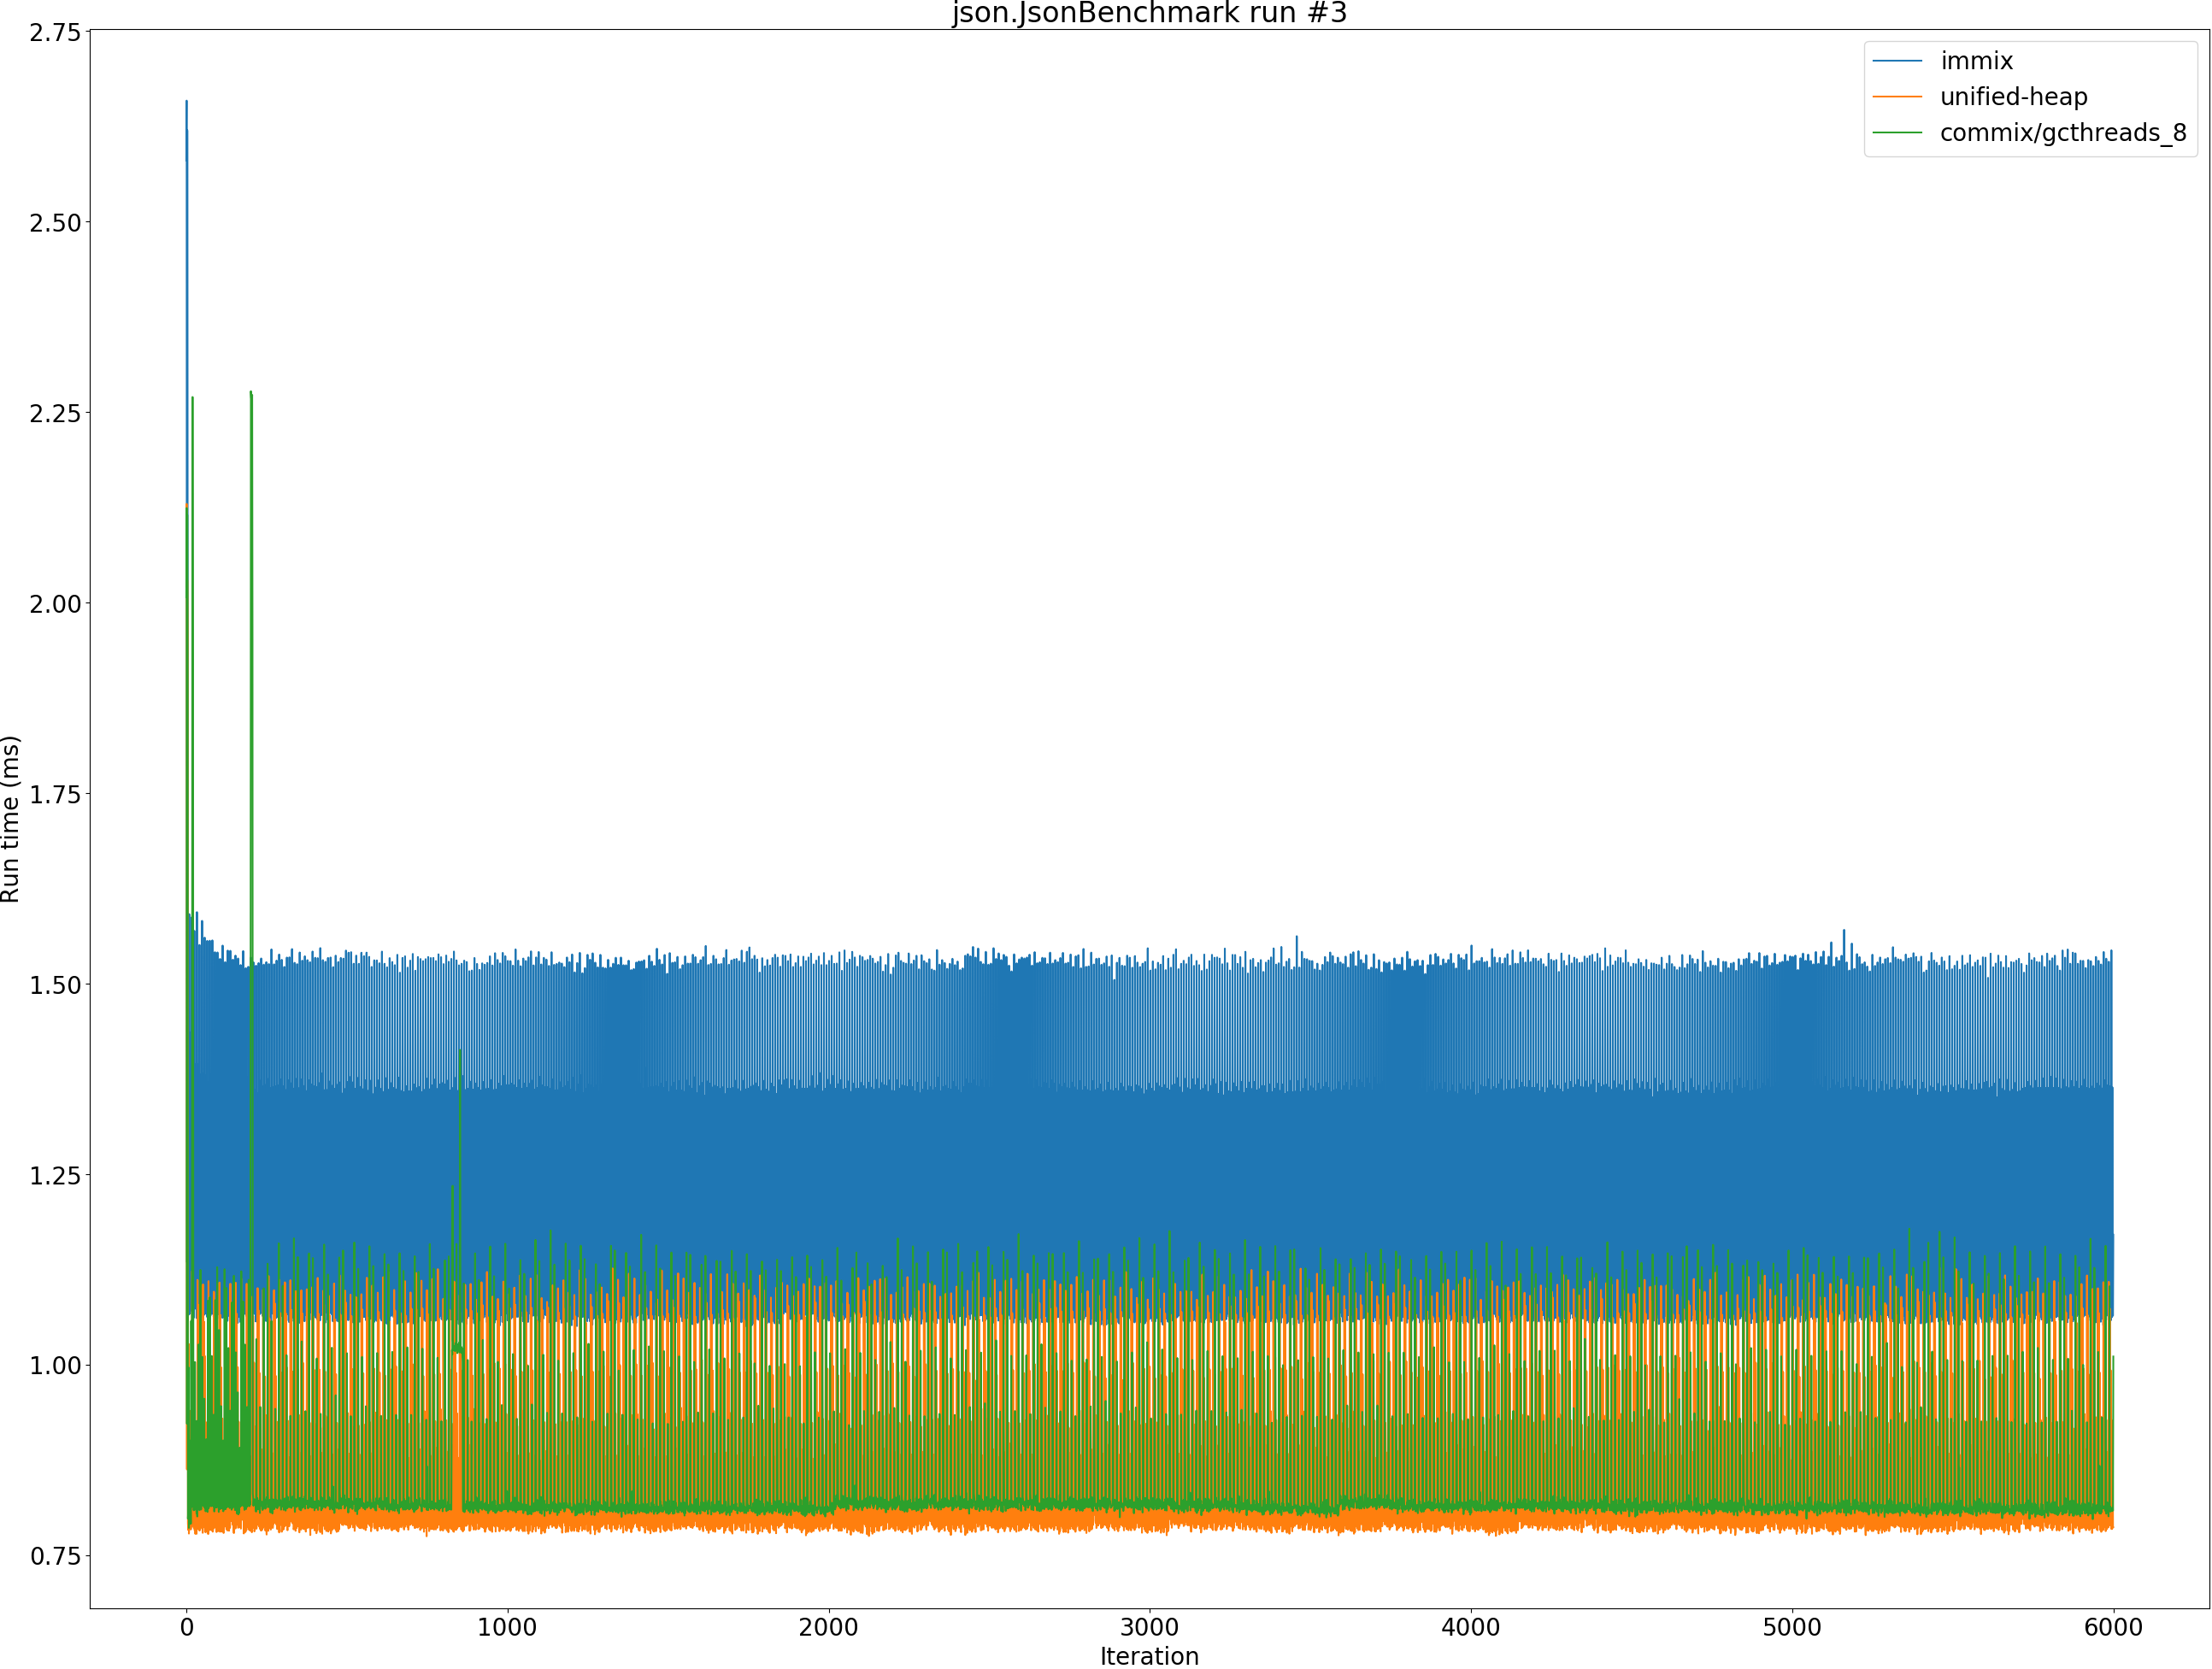 json.JsonBenchmark run #3
immix
unified-heap
commix/gcthreads_8
Run time (ms)
2.75
2.50
2.25
2.00
1.75
1.50
1.25
1.00
0.75
0 1000 2000 3000 4000 5000 6000
Iteration